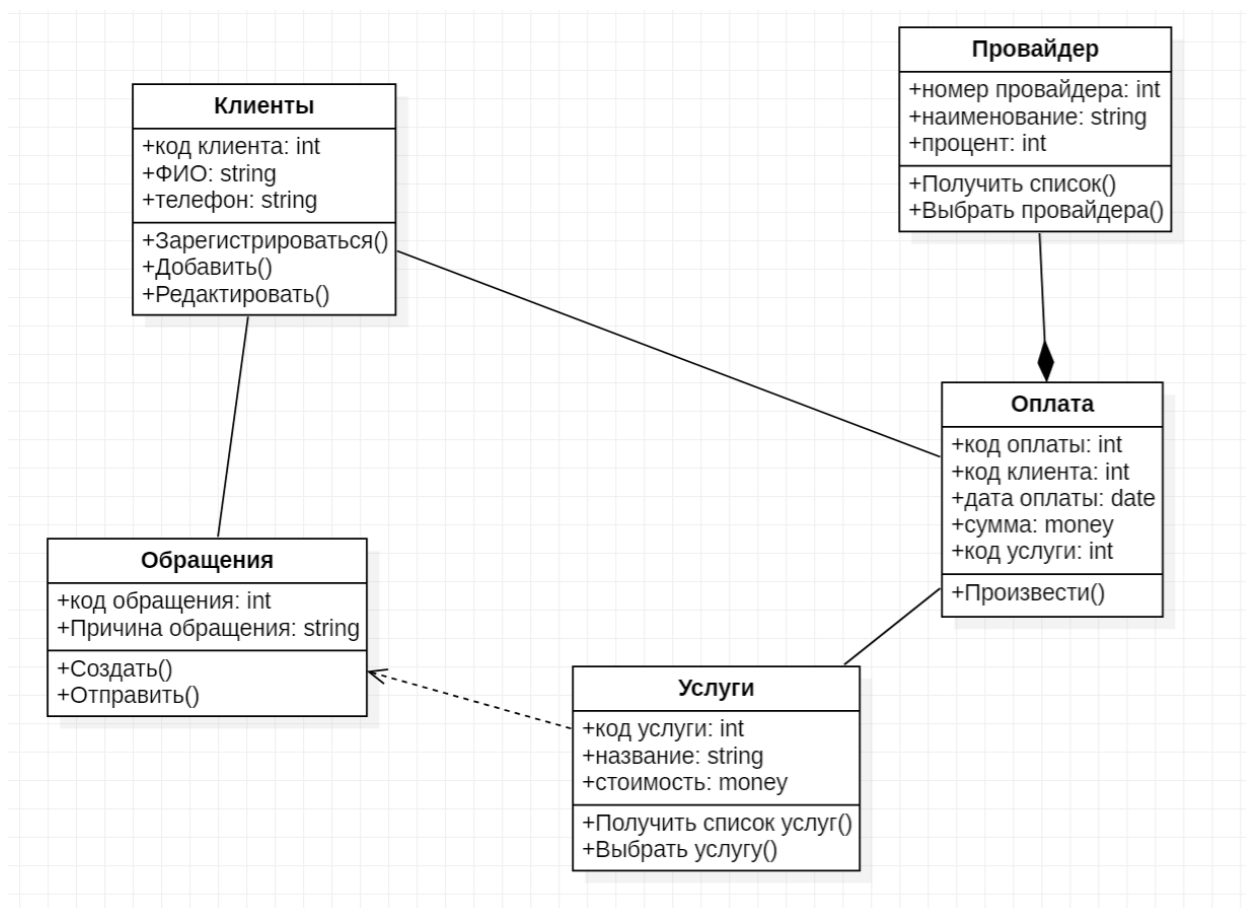 Провайдер
+номер провайдера: int
+наименование: string
+процент: int
+Получить список()
+Выбрать провайдера()
Клиенты
+код клиента: int
+ФИО: string
+телефон: string
+Зарегистрироваться()
+Добавить()
+Редактировать()
Оплата
+код оплаты: int
+код клиента: int
+дата оплаты: date
+сумма: money
+код услуги: int
+Произвести()
Обращения
+код обращения: int
+Причина обращения: string
+Создать()
+Отправить()
Услуги
+код услуги: int
+название: string
+стоимость: money
+Получить список услуг()
+Выбрать услугу()